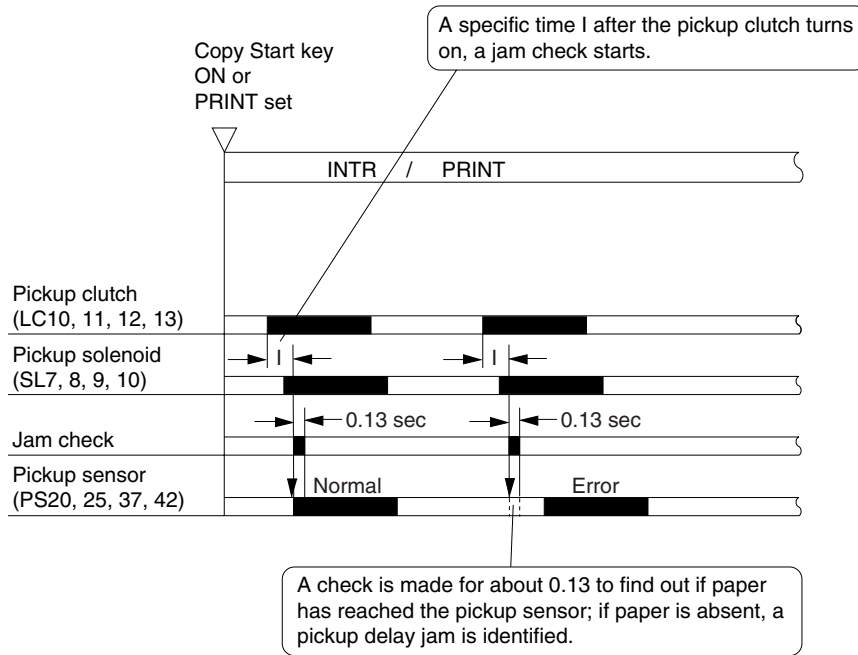 A specific time I after the pickup clutch turns
on, a jam check starts.
Copy Start key
ON or
PRINT set
INTR / PRINT
Pickup clutch
(LC10, 11, 12, 13)
I
I
Pickup solenoid
(SL7, 8, 9, 10)
0.13 sec
0.13 sec
Jam check
Pickup sensor
(PS20, 25, 37, 42)
Normal
Error
A check is made for about 0.13 to find out if paper
has reached the pickup sensor; if paper is absent, a
pickup delay jam is identified.